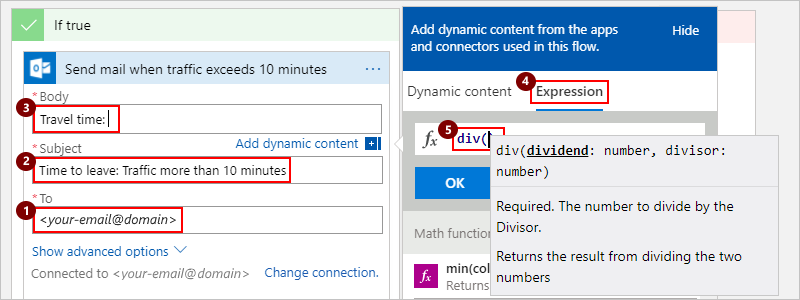 If true
Send mail when traffic exceeds 10 minutes
...
3
* Body
Travel time:
Add dynamic content
2
* Subject
Time to leave: Traffic more than 10 minutes
1
* To
<your-email@domain>
Show advanced options
Connected to <your-email@domain> Change connection.
Add dynamic content from the apps
and connectors used in this flow.
Hide
4
Dynamic content Expression
5
fx div(
OK
Math function
fx min(col
Returns
div(dividend: number, divisor:
number)
Required. The number to divide by the
Divisor.
Returns the result from dividing the two
numbers